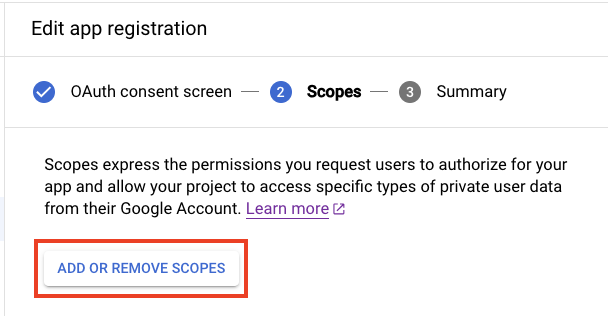 Edit app registration
OAuth consent screen — 2 Scopes — 3 Summary
Scopes express the permissions you request users to authorize for your
app and allow your project to access specific types of private user data
from their Google Account. Learn more
ADD OR REMOVE SCOPES